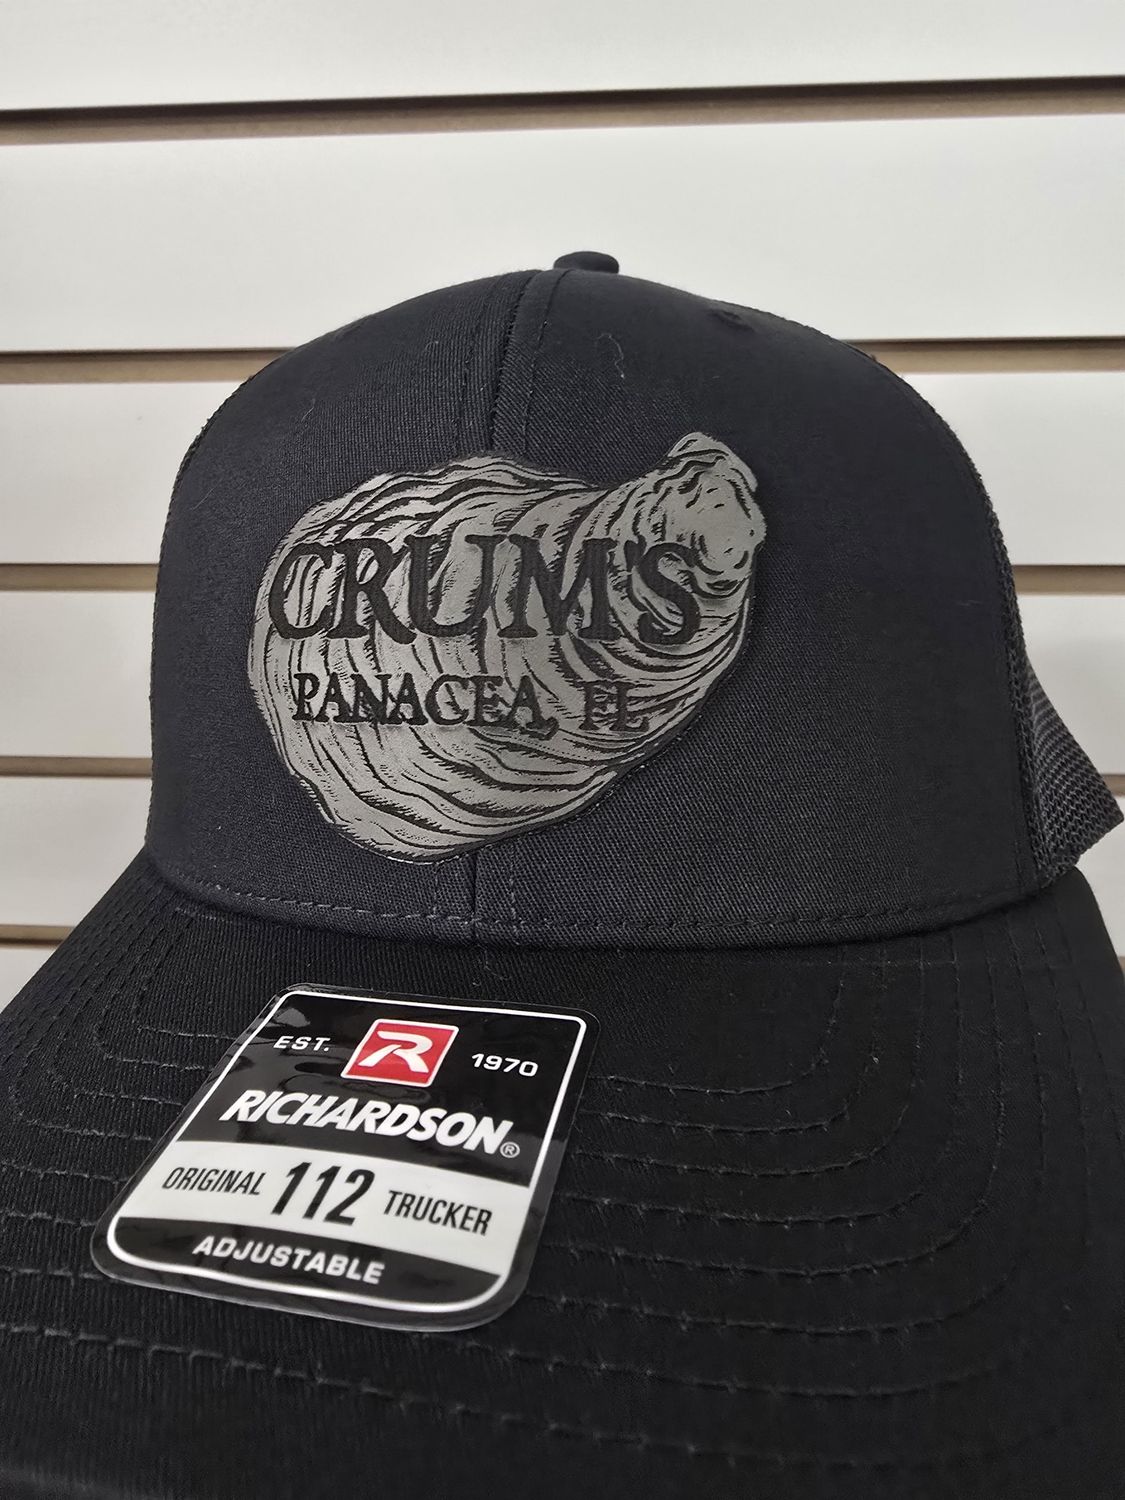 CRUM'S
PANACEA, FL
EST. R 1970
RICHARDSON®
ORIGINAL 112 TRUCKER
ADJUSTABLE